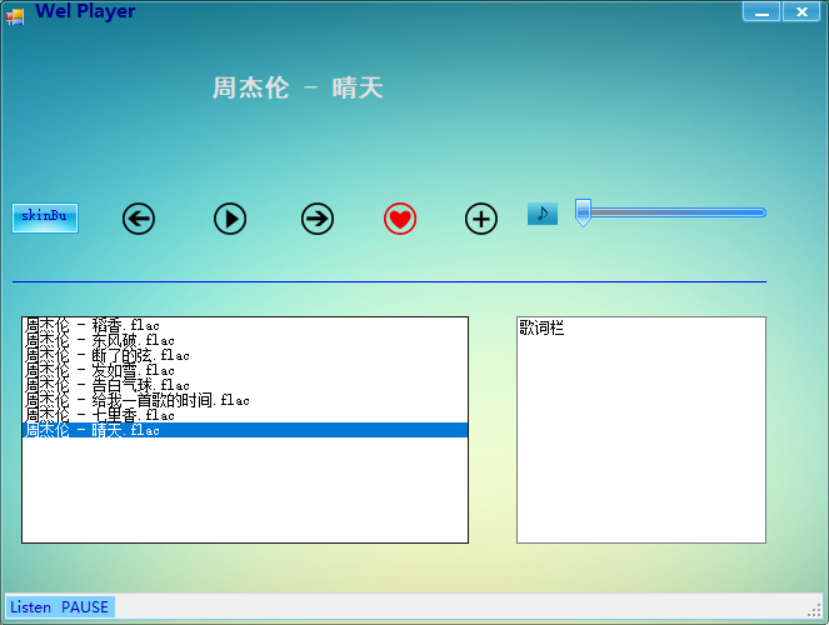 Wel Player
周杰伦 - 晴天
skinBu
周杰伦 - 稻香.flac
周杰伦 - 东风破.flac
周杰伦 - 断了的弦.flac
周杰伦 - 发如雪.flac
周杰伦 - 告白气球.flac
周杰伦 - 给我一首歌的时间.flac
周杰伦 - 七里香.flac
周杰伦 - 晴天.flac
歌词栏
Listen PAUSE